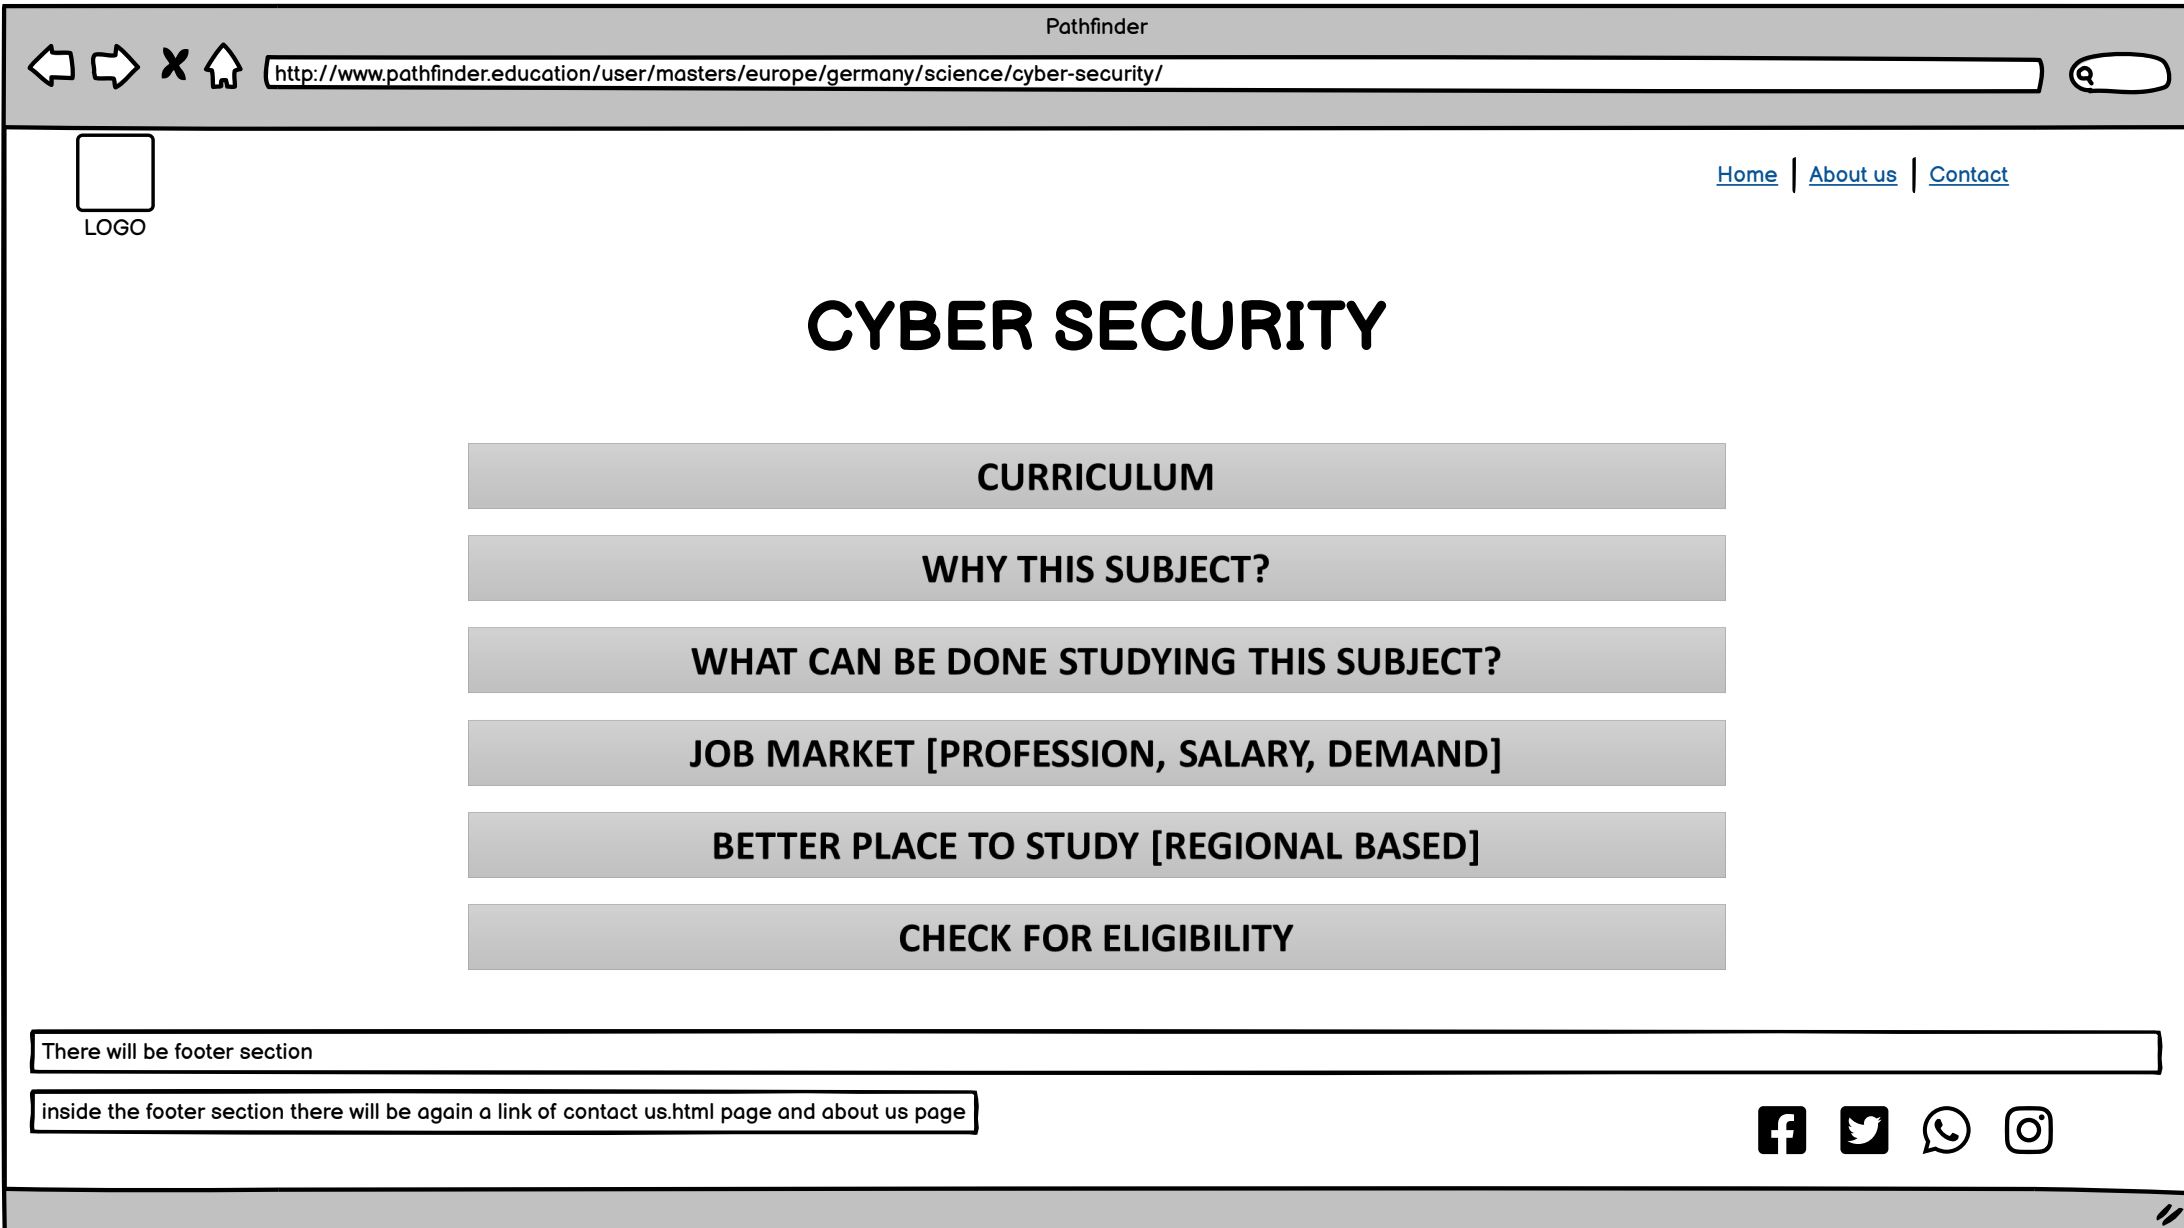 Pathfinder
http://www.pathfinder.education/user/masters/europe/germany/science/cyber-security/
LOGO
Home | About us | Contact
CYBER SECURITY
CURRICULUM
WHY THIS SUBJECT?
WHAT CAN BE DONE STUDYING THIS SUBJECT?
JOB MARKET [PROFESSION, SALARY, DEMAND]
BETTER PLACE TO STUDY [REGIONAL BASED]
CHECK FOR ELIGIBILITY
There will be footer section
inside the footer section there will be again a link of contact us.html page and about us page